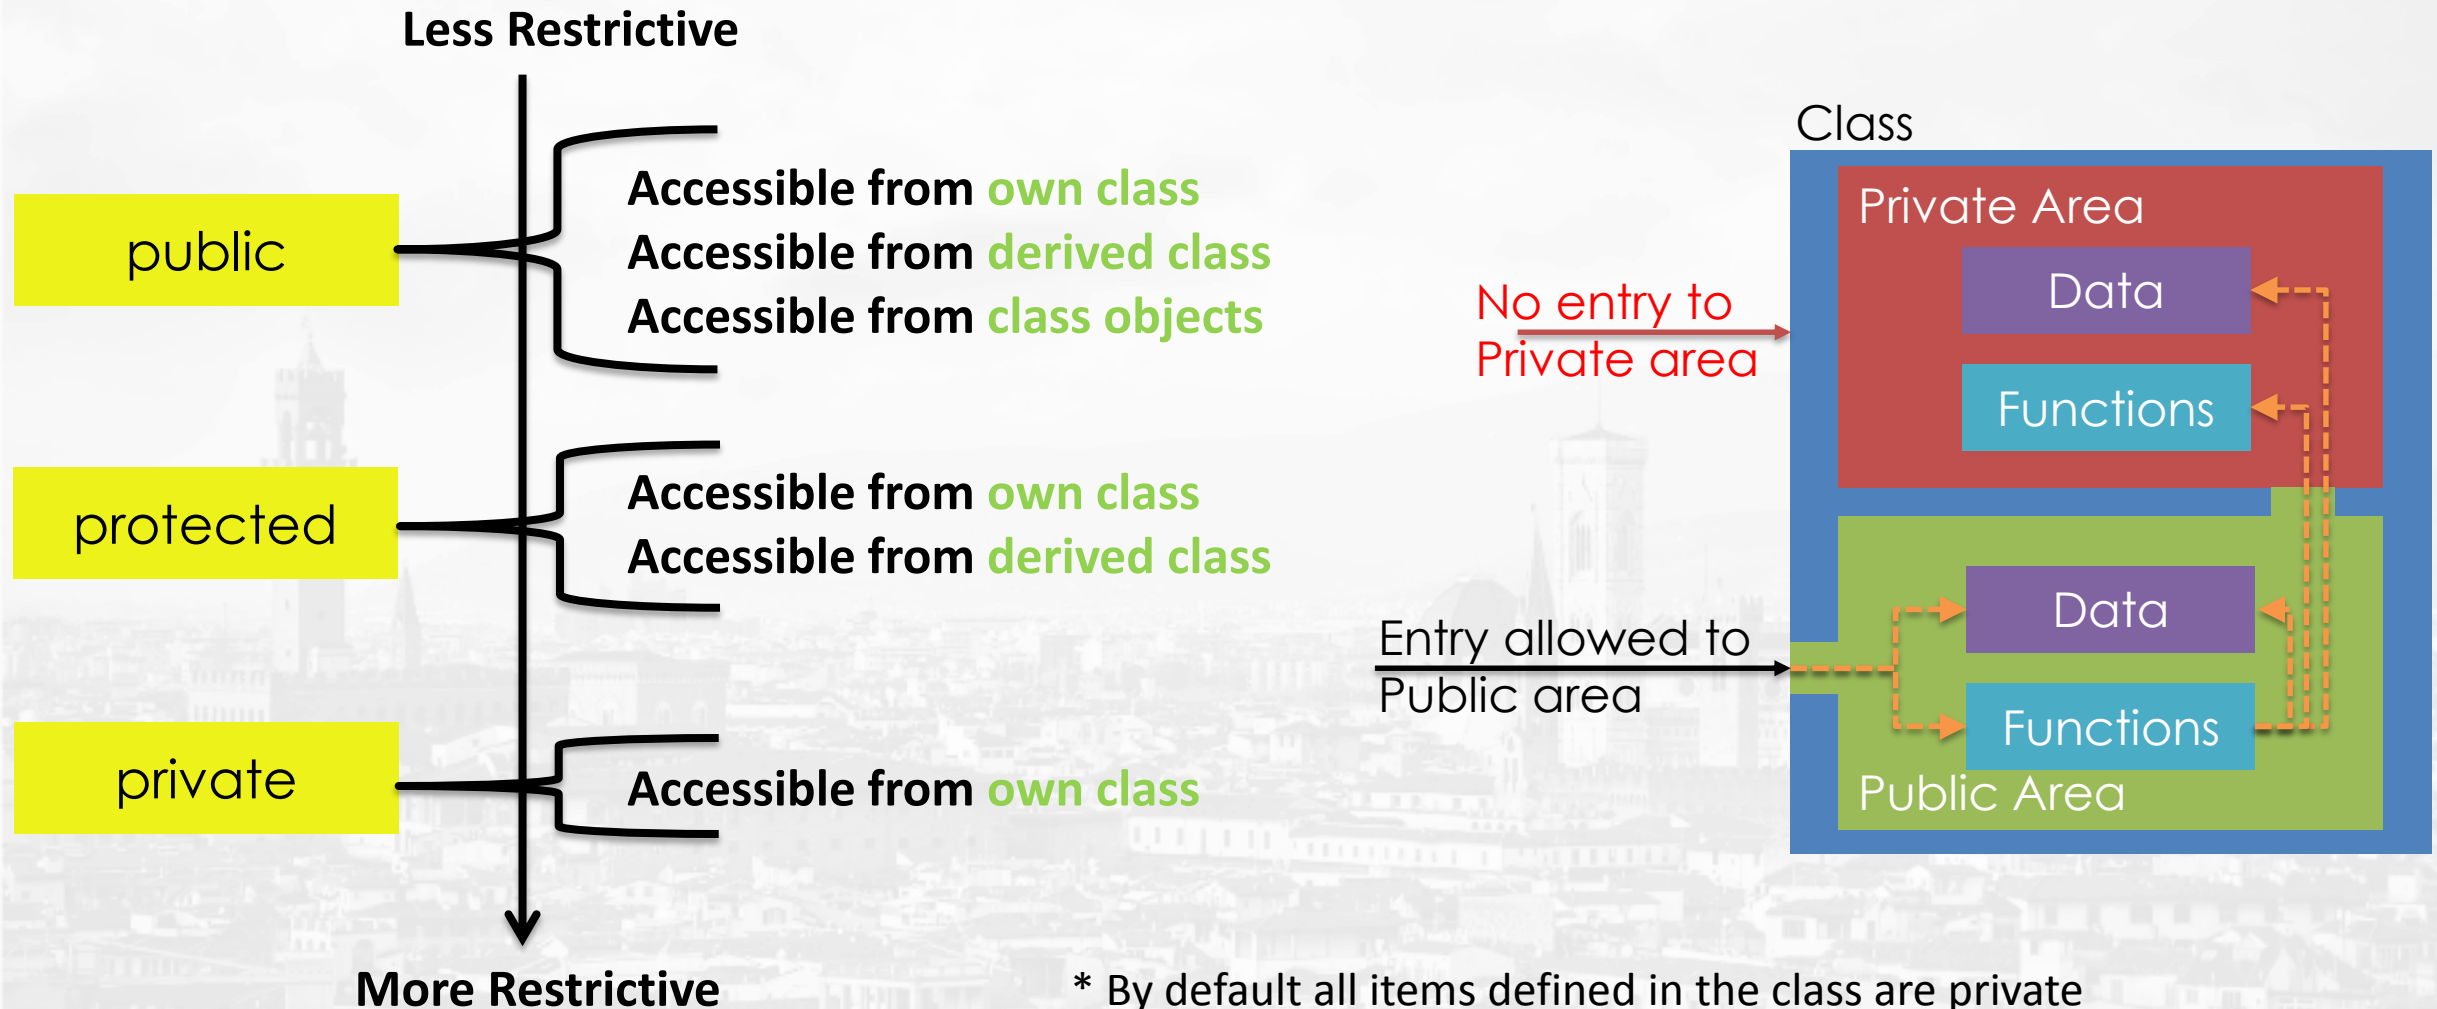 Less Restrictive
public
Accessible from own class
Accessible from derived class
Accessible from class objects
protected
Accessible from own class
Accessible from derived class
private
Accessible from own class
More Restrictive
Class
Private Area
Data
Functions
No entry to
Private area
Entry allowed to
Public area
Data
Functions
Public Area
* By default all items defined in the class are private